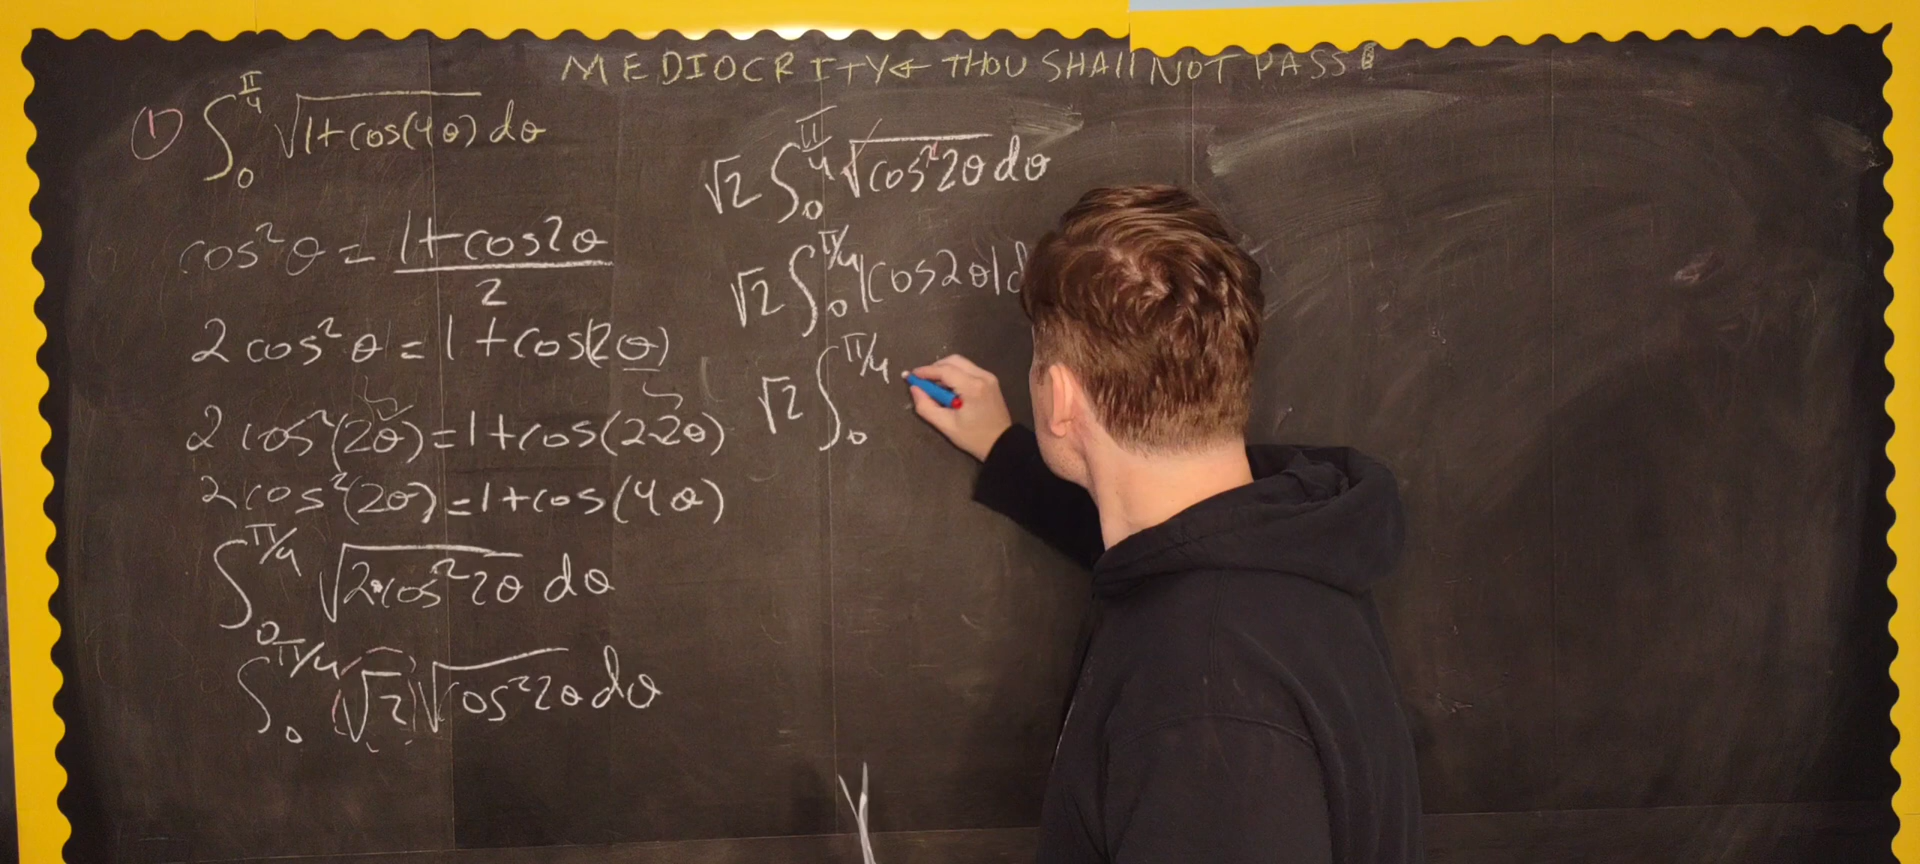 MEDIOCRITY← THOU SHAll NOT PASS!
① ∫₀^(π/4) √(1+cos(4θ)) dθ
cos²θ = (1+cos2θ)/2
2cos²θ = 1+cos(2θ)
2cos²(2θ)=1+cos(2·2θ)
2cos²(2θ)=1+cos(4θ)
∫₀^(π/4) √(2·cos²2θ) dθ
∫₀^(π/4) (√2)√(cos²2θ) dθ
√2 ∫₀^(π/4) √(cos²2θ) dθ
√2 ∫₀^(π/4) |cos2θ|d
√2 ∫₀^(π/4)